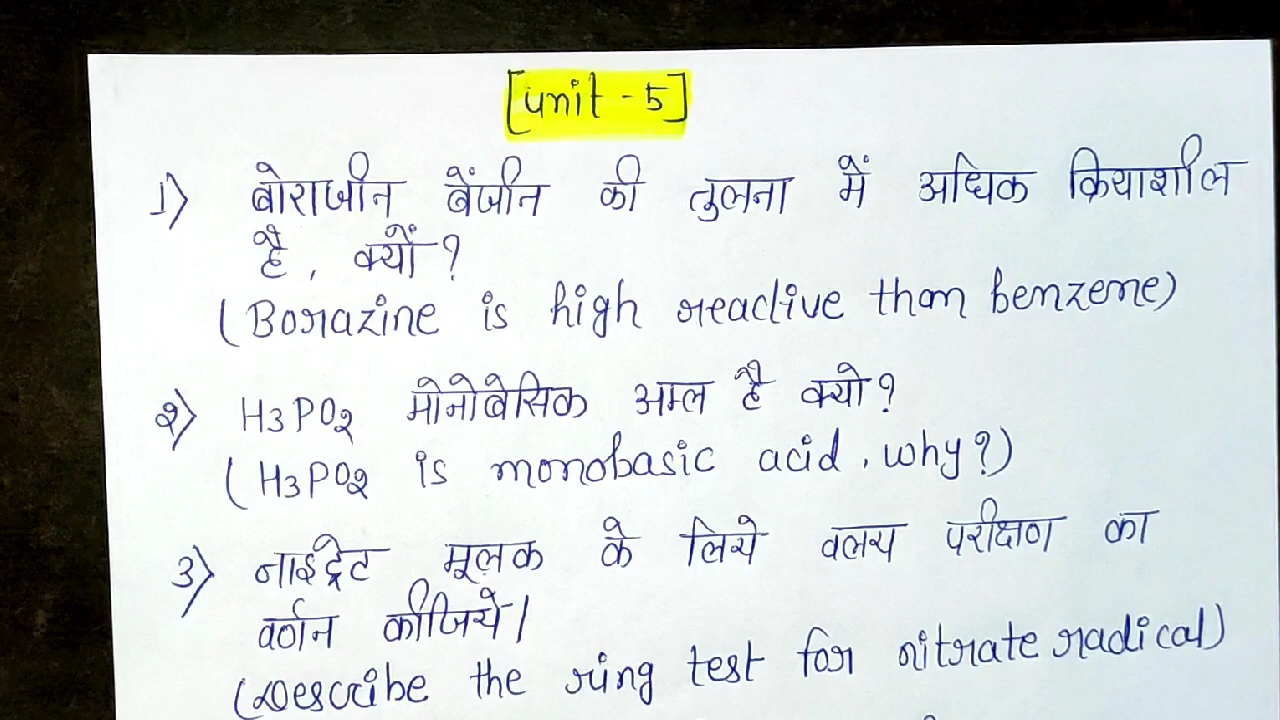 [unit - 5]
1) बोराजीन बेंजीन की तुलना में अधिक क्रियाशील
है, क्यों?
(Borazine is high reactive than benzene)
2) H3PO2 मोनोबेसिक अम्ल है क्यो?
(H3PO2 is monobasic acid, why?)
3) नाइट्रेट मूलक के लिये वलय परीक्षण का
वर्णन कीजिये।
(Describe the ring test for nitrate radical)